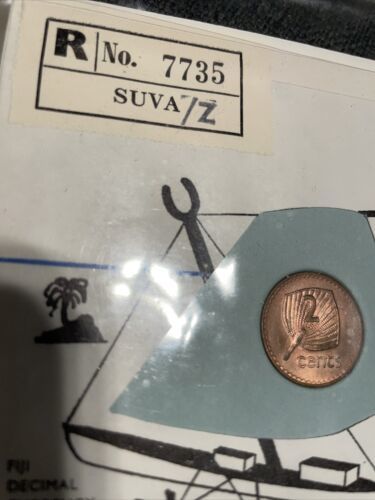 R No. 7735
SUVA/Z
2
cents
FIJI
DECIMAL